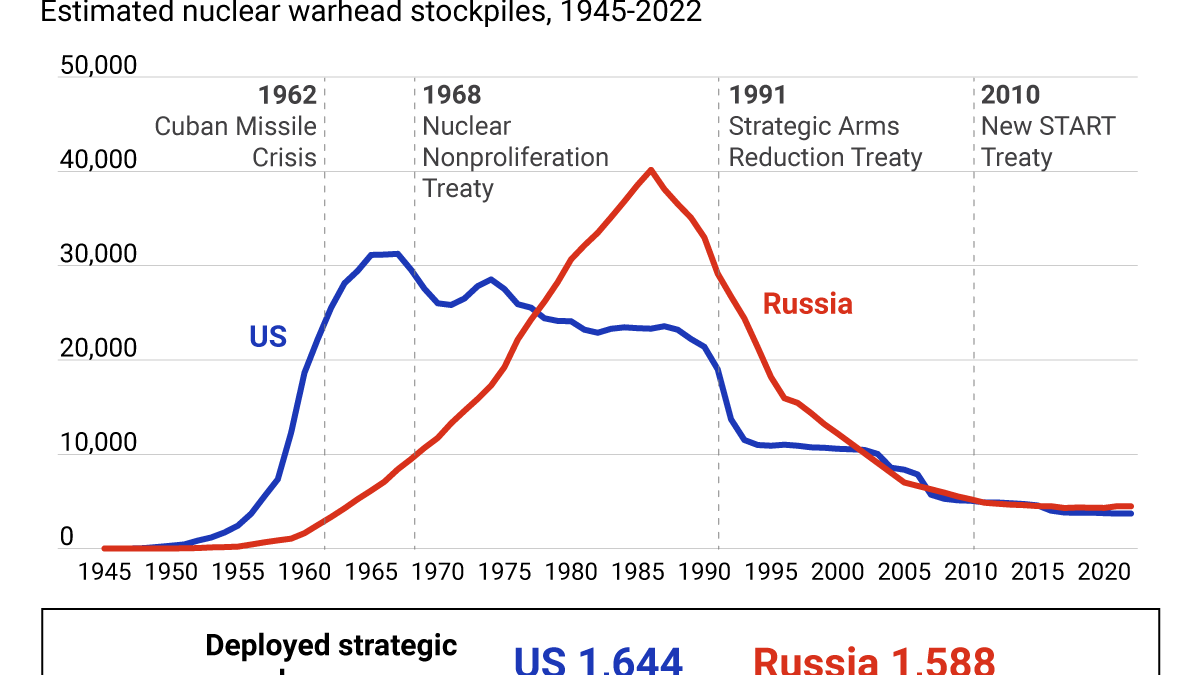 Estimated nuclear warhead stockpiles, 1945-2022
50,000
1962
Cuban Missile
Crisis
1968
Nuclear
Nonproliferation
Treaty
1991
Strategic Arms
Reduction Treaty
2010
New START
Treaty
40,000
30,000
US
Russia
20,000
10,000
0
1945 1950 1955 1960 1965 1970 1975 1980 1985 1990 1995 2000 2005 2010 2015 2020
Deployed strategic
US 1,644
Russia 1,588